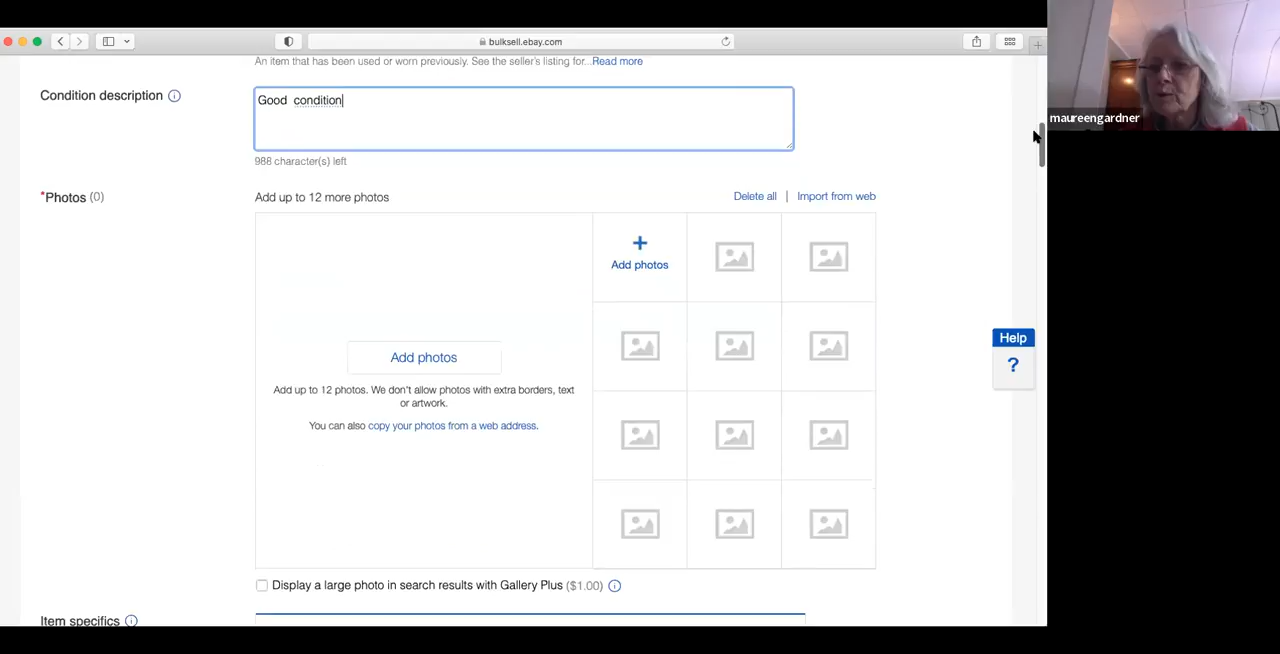 bulksell.ebay.com
An item that has been used or worn previously. See the seller's listing for...Read more
maureengardner
Condition description
Good  condition
988 character(s) left
*Photos (0)
Add up to 12 more photos
Delete all | Import from web
+
Add photos
Add photos
Add up to 12 photos. We don't allow photos with extra borders, text
or artwork.
You can also copy your photos from a web address.
Help
?
Display a large photo in search results with Gallery Plus ($1.00)
Item specifics